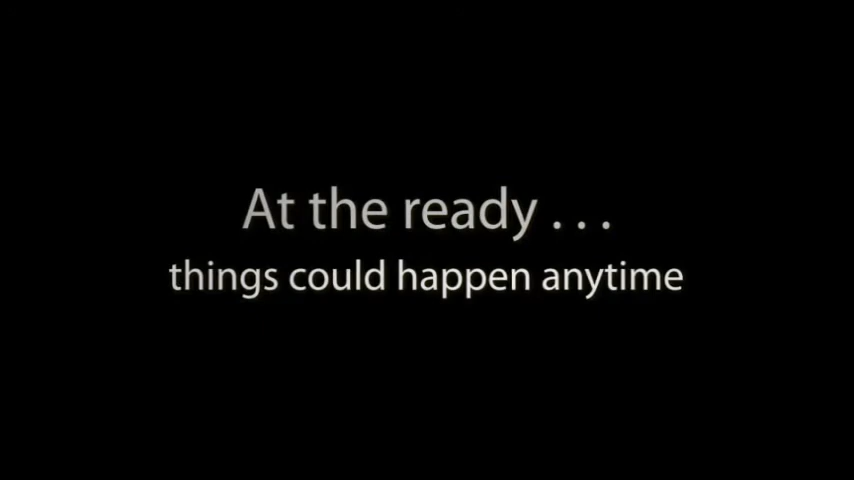 At the ready . . .
things could happen anytime